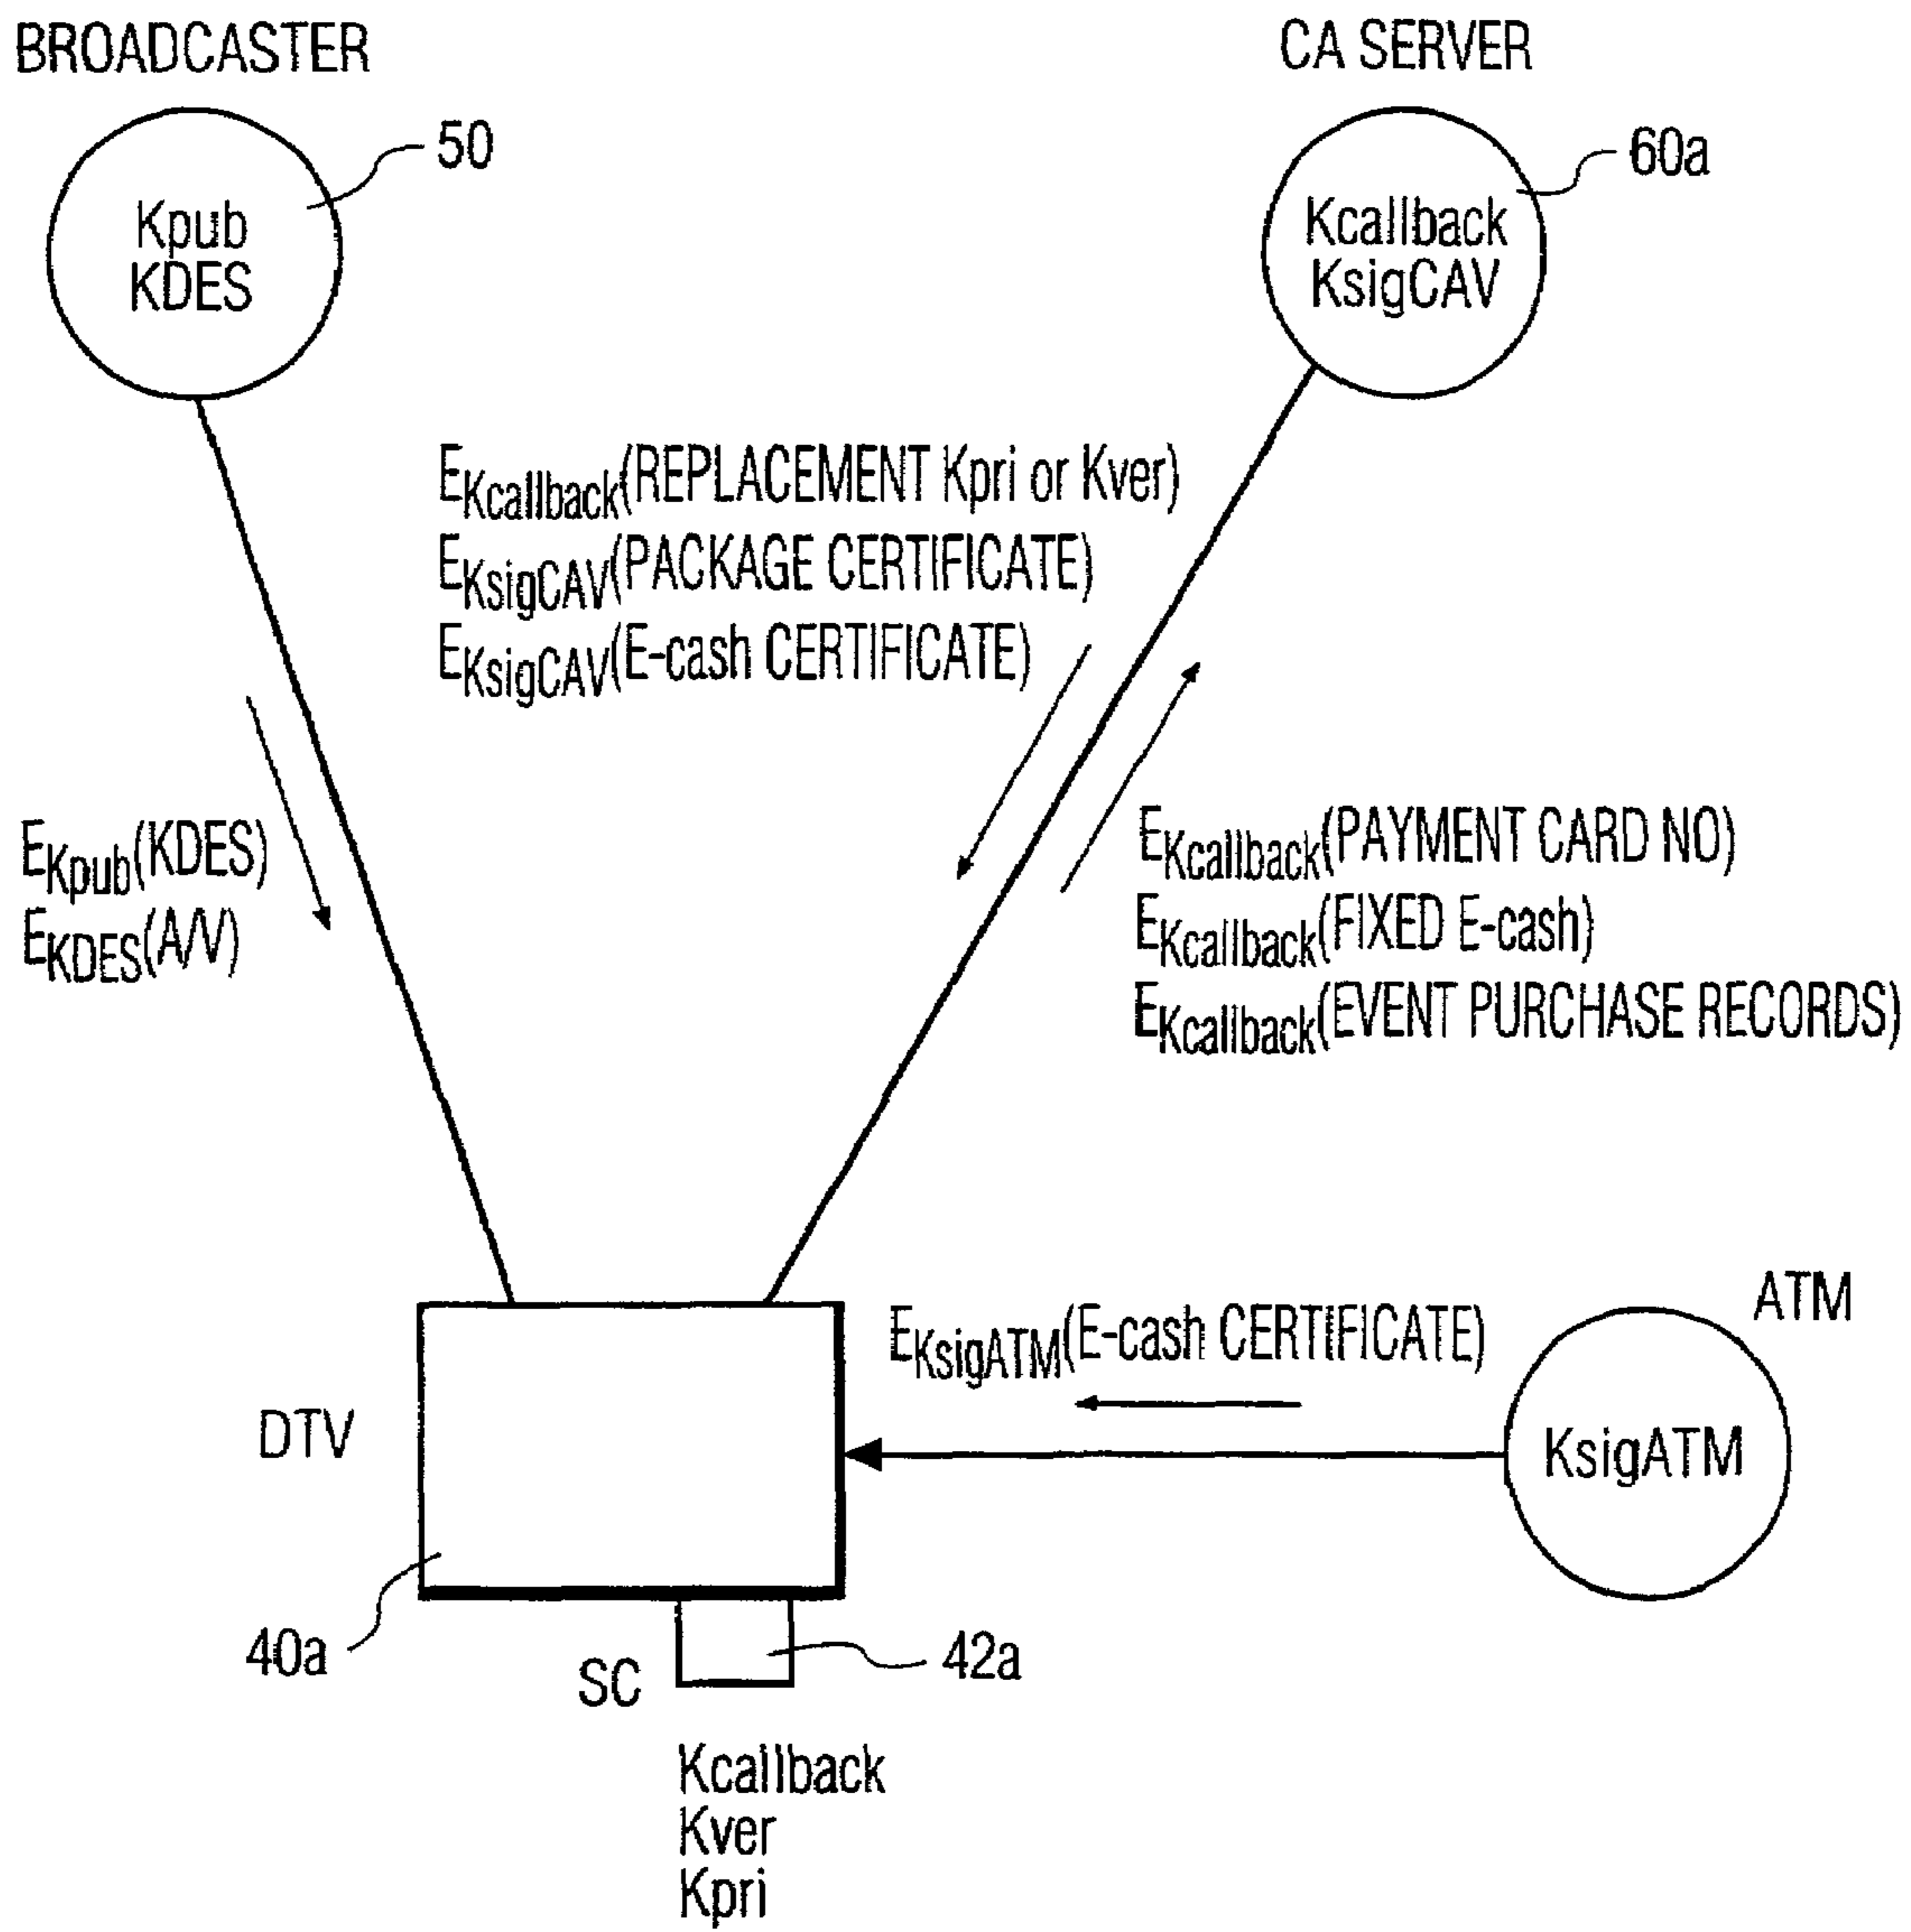 BROADCASTER
CA SERVER
50
60a
Kpub
KDES
Kcallback
KsigCAV
EKcallback(REPLACEMENT Kpri or Kver)
EKsigCAV(PACKAGE CERTIFICATE)
EKsigCAV(E-cash CERTIFICATE)
EKpub(KDES)
EKDES(A/V)
EKcallback(PAYMENT CARD NO)
EKcallback(FIXED E-cash)
EKcallback(EVENT PURCHASE RECORDS)
ATM
EKsigATM(E-cash CERTIFICATE)
DTV
KsigATM
40a
SC
42a
Kcallback
Kver
Kpri